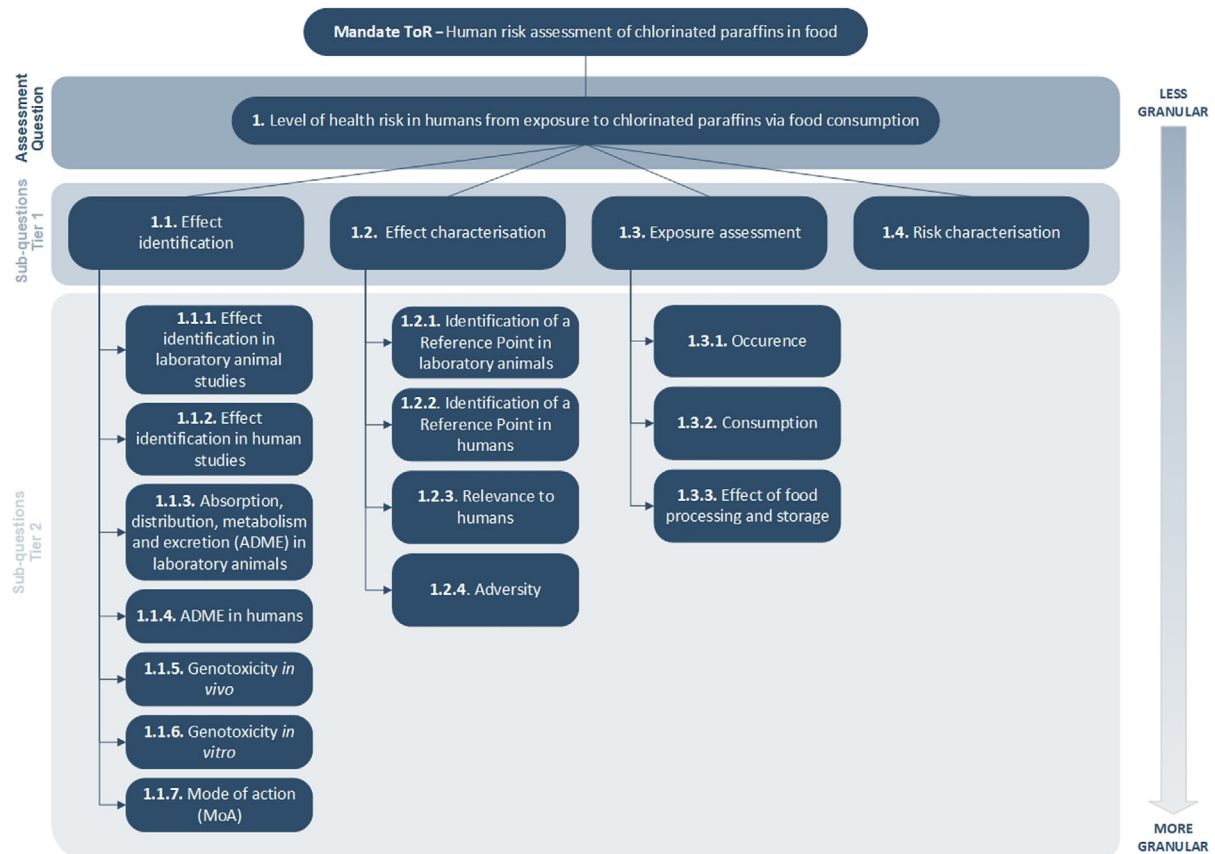 Mandate ToR – Human risk assessment of chlorinated paraffins in food
Assessment
Question
1. Level of health risk in humans from exposure to chlorinated paraffins via food consumption
LESS
GRANULAR
Sub-questions
Tier 1
1.1. Effect
identification
1.2. Effect characterisation
1.3. Exposure assessment
1.4. Risk characterisation
Sub-questions
Tier 2
1.1.1. Effect
identification in
laboratory animal
studies
1.1.2. Effect
identification in human
studies
1.1.3. Absorption,
distribution, metabolism
and excretion (ADME) in
laboratory animals
1.1.4. ADME in humans
1.1.5. Genotoxicity in
vivo
1.1.6. Genotoxicity in
vitro
1.1.7. Mode of action
(MoA)
1.2.1. Identification of a
Reference Point in
laboratory animals
1.2.2. Identification of a
Reference Point in
humans
1.2.3. Relevance to
humans
1.2.4. Adversity
1.3.1. Occurence
1.3.2. Consumption
1.3.3. Effect of food
processing and storage
MORE
GRANULAR